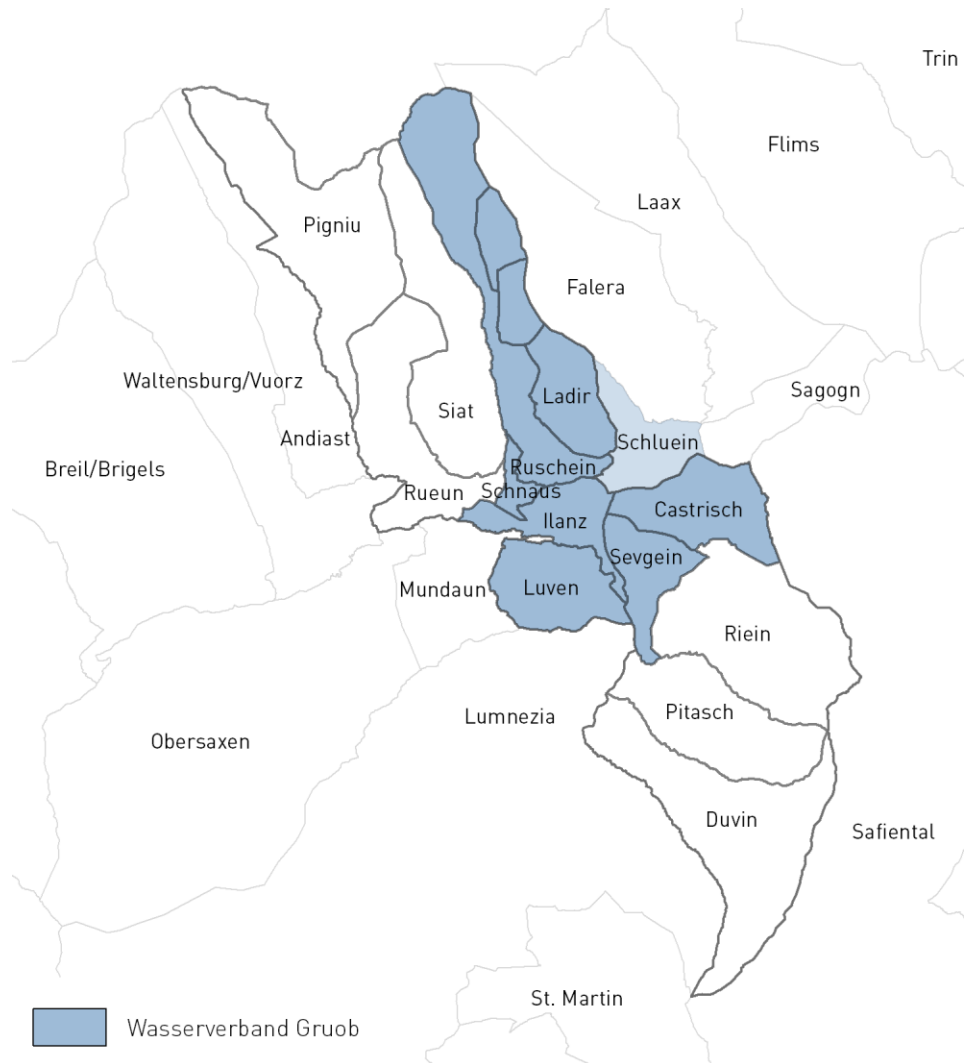 Trin
Flims
Laax
Pigniu
Falera
Waltensburg/Vuorz
Sagogn
Ladir
Siat
Andiast
Schluein
Breil/Brigels
Ruschein
Rueun
Schnaus
Castrisch
Ilanz
Sevgein
Mundaun
Luven
Riein
Pitasch
Lumnezia
Obersaxen
Duvin
Safiental
St. Martin
Wasserverband Gruob